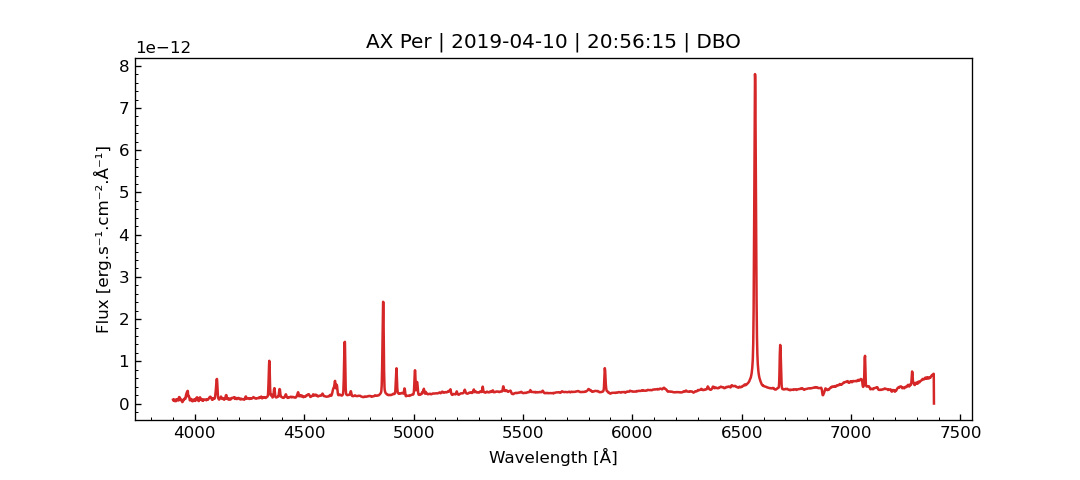 AX Per | 2019-04-10 | 20:56:15 | DBO
1e−12
8
7
6
5
4
3
2
1
0
Flux [erg.s⁻¹.cm⁻².Å⁻¹]
4000 4500 5000 5500 6000 6500 7000 7500
Wavelength [Å]